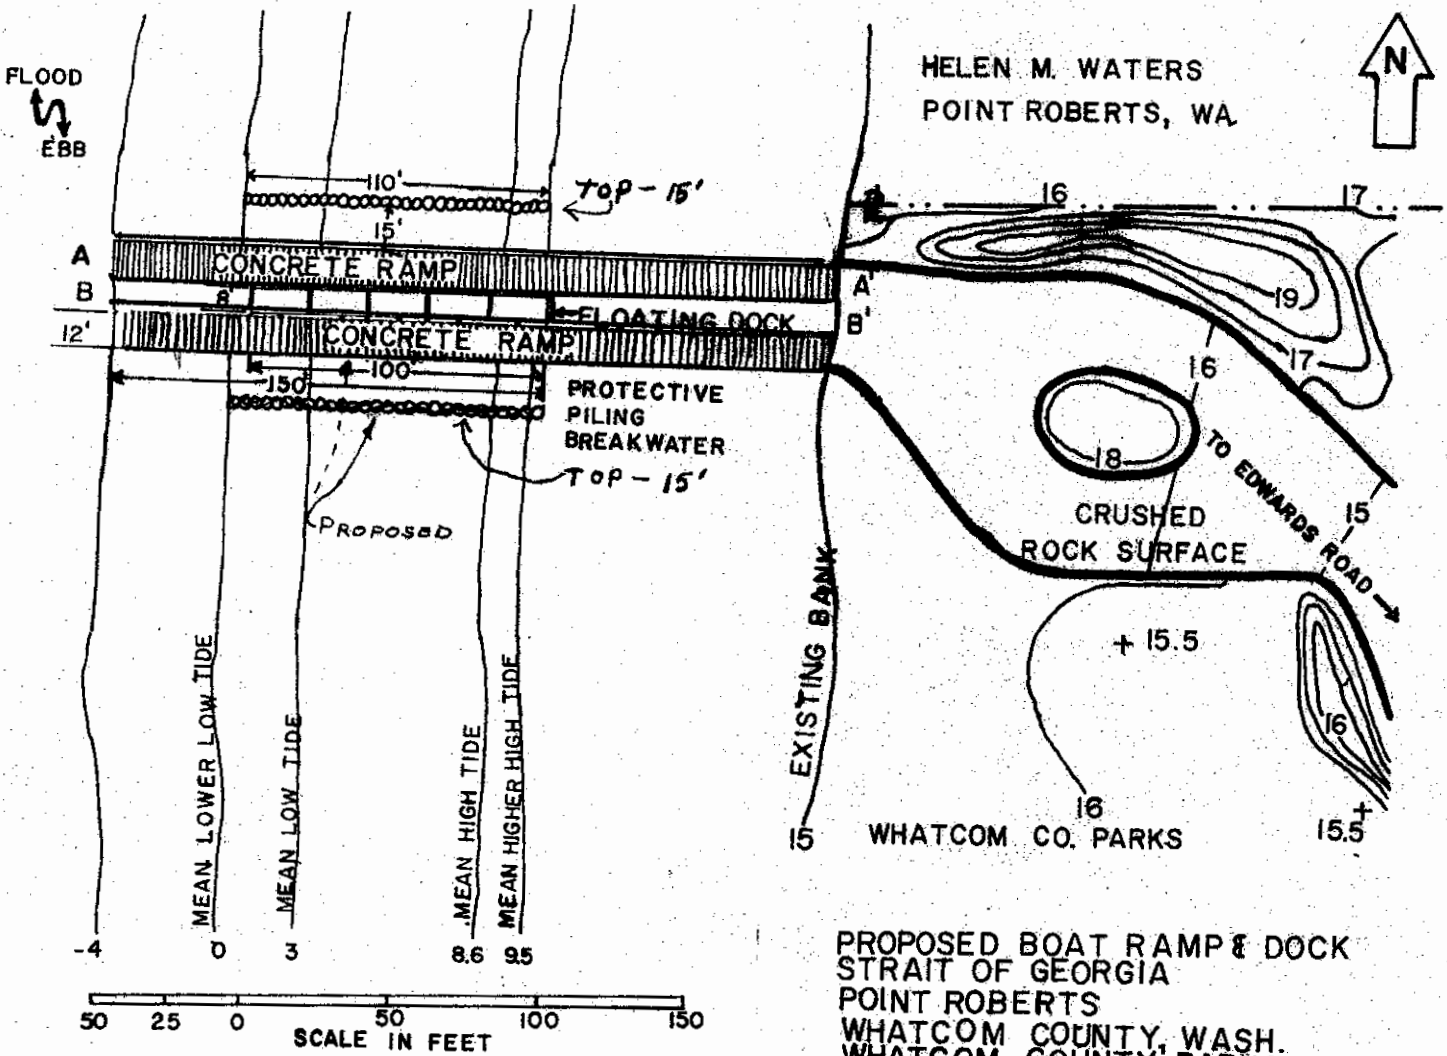 FLOOD
EBB
HELEN M. WATERS
POINT ROBERTS, WA.
N
110'
TOP - 15'
15'
16
17
A
CONCRETE RAMP
A'
B
8'
FLOATING DOCK
B'
12'
CONCRETE RAMP
100
150
PROTECTIVE
PILING
BREAKWATER
TOP - 15'
PROPOSED
19
17
16
18
TO EDWARDS ROAD
15
CRUSHED
ROCK SURFACE
+ 15.5
16
16
15.5
+
EXISTING BANK
15
MEAN LOWER LOW TIDE
MEAN LOW TIDE
MEAN HIGH TIDE
MEAN HIGHER HIGH TIDE
-4 0 3 8.6 9.5
WHATCOM CO. PARKS
50 25 0 50 100 150
SCALE IN FEET
PROPOSED BOAT RAMP & DOCK
STRAIT OF GEORGIA
POINT ROBERTS
WHATCOM COUNTY, WASH.
WHATCOM COUNTY